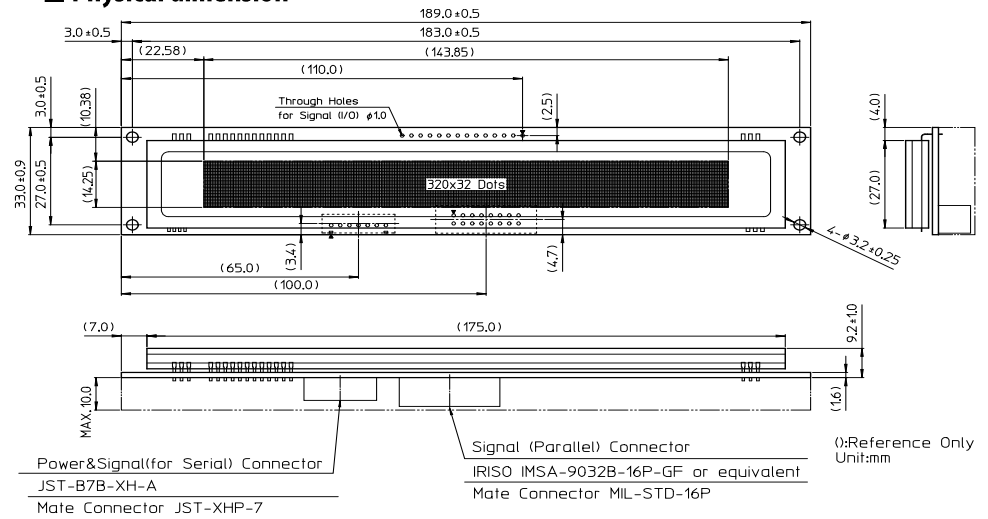 Physical dimension
189.0±0.5
3.0±0.5
183.0±0.5
(22.58)
(143.85)
(110.0)
3.0±0.5
(10.38)
Through Holes
for Signal (I/O) ϕ1.0
(2.5)
(4.0)
33.0±0.9
27.0±0.5
(14.25)
320x32 Dots
(27.0)
(3.4)
(4.7)
4-ϕ3.2±0.25
(65.0)
(100.0)
(7.0)
(175.0)
9.2±1.0
MAX.10.0
(1.6)
Power&Signal(for Serial) Connector
JST-B7B-XH-A
Mate Connector JST-XHP-7
Signal (Parallel) Connector
IRISO IMSA-9032B-16P-GF or equivalent
Mate Connector MIL-STD-16P
():Reference Only
Unit:mm